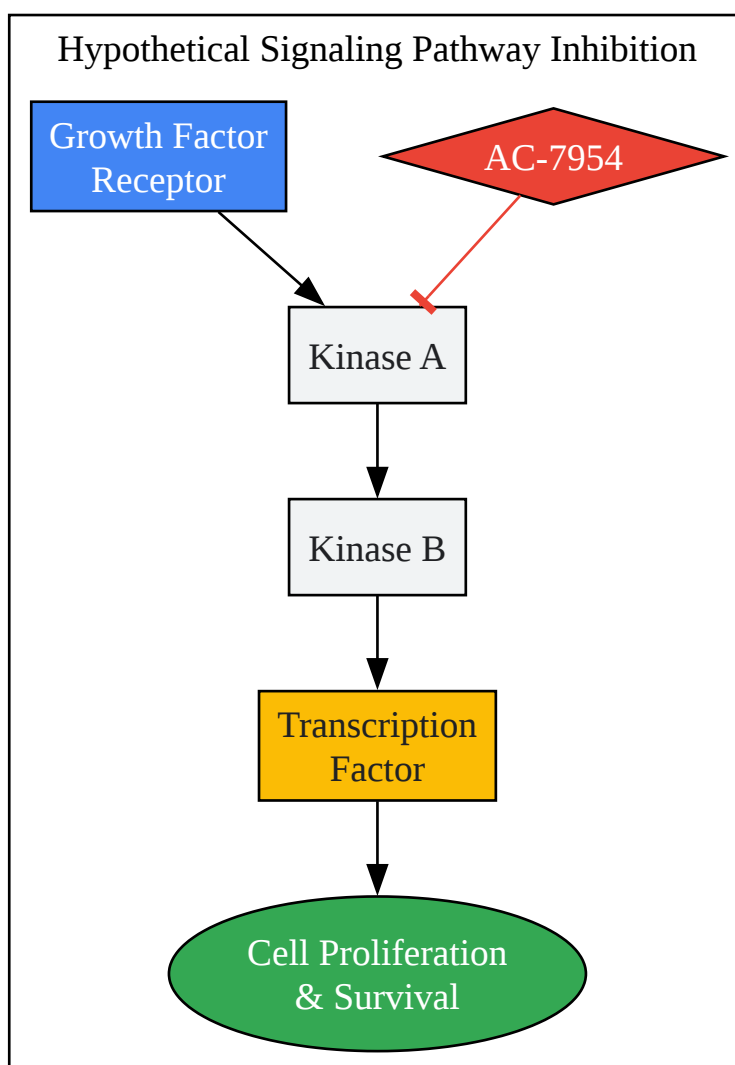 Hypothetical Signaling Pathway Inhibition
Growth Factor
Receptor
AC-7954
Kinase A
Kinase B
Transcription
Factor
Cell Proliferation
& Survival